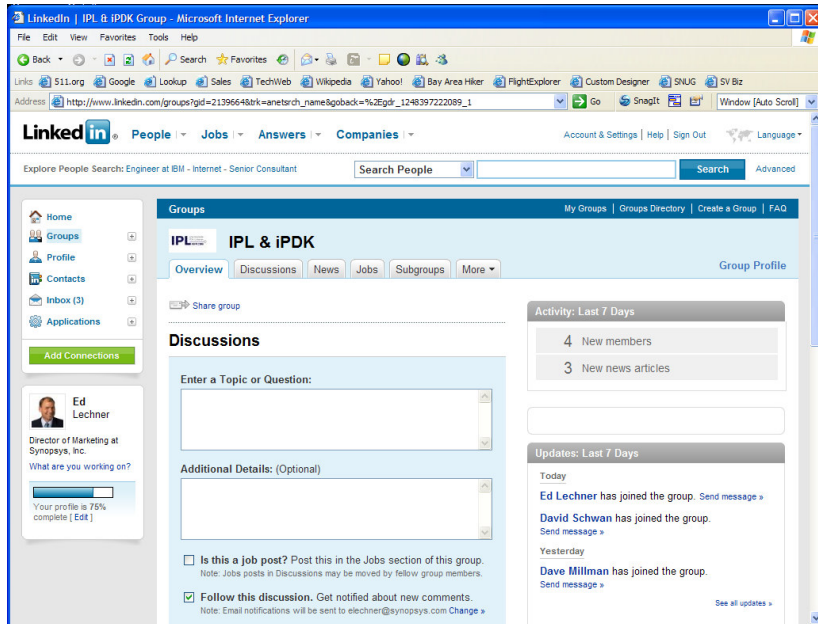 LinkedIn | IPL & iPDK Group - Microsoft Internet Explorer
File Edit View Favorites Tools Help
Back Search Favorites
Links 511.org Google Lookup Sales TechWeb Wikipedia Yahoo! Bay Area Hiker FlightExplorer Custom Designer SNUG SV Biz
Address http://www.linkedin.com/groups?gid=2139664&trk=anetsrch_name&goback=%2Egdr_1248397222089_1 Go SnagIt Window [Auto Scroll]
Linked in ® People Jobs Answers Companies Account & Settings | Help | Sign Out Language
Explore People Search: Engineer at IBM - Internet - Senior Consultant Search People Search Advanced
Home
Groups
Profile
Contacts
Inbox (3)
Applications
Add Connections
Ed
Lechner
Director of Marketing at
Synopsys, Inc.
What are you working on?
Your profile is 75%
complete [ Edit ]
Groups My Groups | Groups Directory | Create a Group | FAQ
IPL IPL & iPDK
Overview Discussions News Jobs Subgroups More Group Profile
Share group
Discussions
Enter a Topic or Question:
Additional Details: (Optional)
Is this a job post? Post this in the Jobs section of this group.
Note: Jobs posts in Discussions may be moved by fellow group members.
Follow this discussion. Get notified about new comments.
Note: Email notifications will be sent to elechner@synopsys.com Change »
Activity: Last 7 Days
4 New members
3 New news articles
Updates: Last 7 Days
Today
Ed Lechner has joined the group. Send message »
David Schwan has joined the group.
Send message »
Yesterday
Dave Millman has joined the group.
Send message »
See all updates »